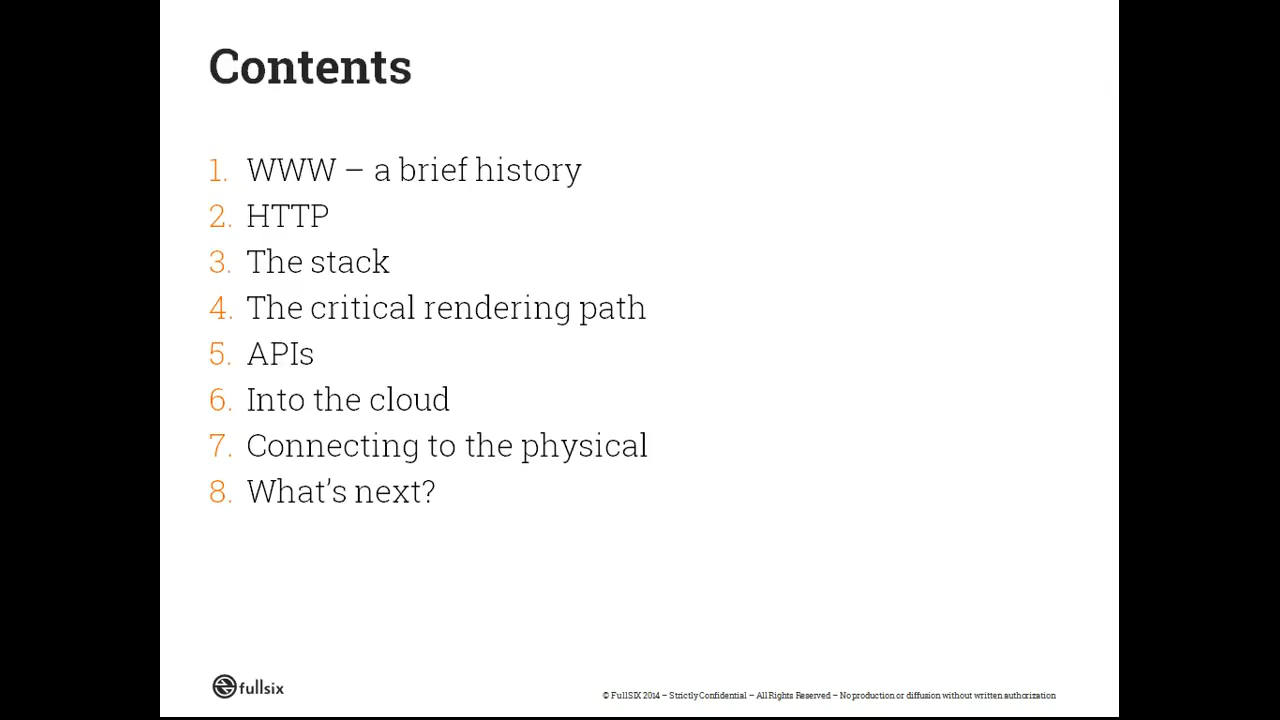 Contents
1. WWW – a brief history
2. HTTP
3. The stack
4. The critical rendering path
5. APIs
6. Into the cloud
7. Connecting to the physical
8. What’s next?
fullsix
© FullSIX 2014 – Strictly Confidential – All Rights Reserved – No production or diffusion without written authorization